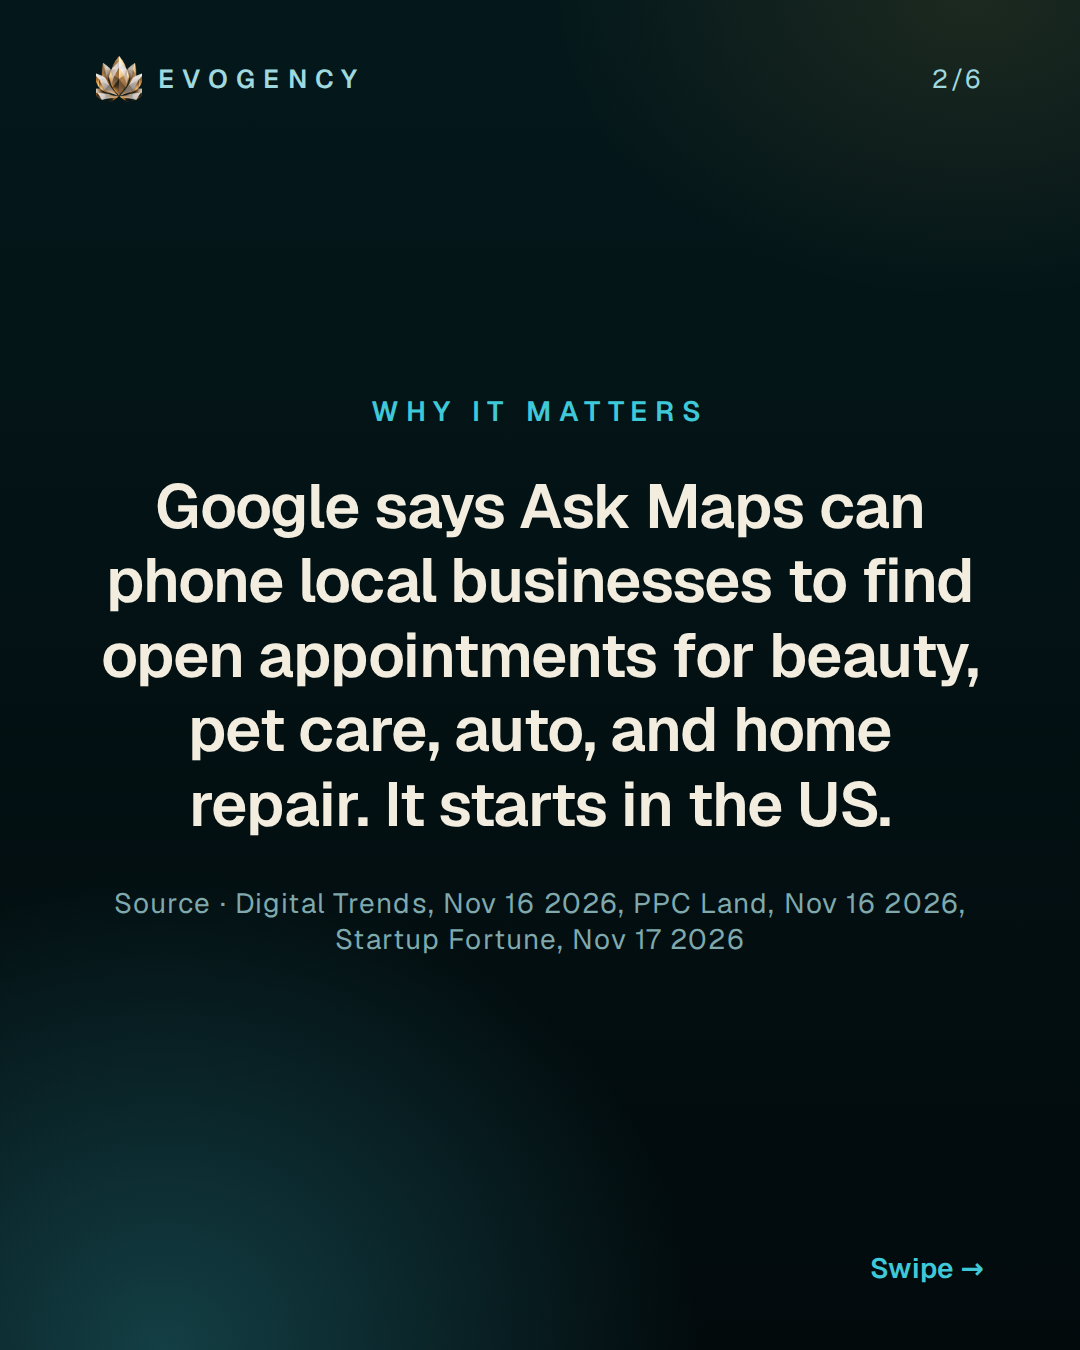 EVOGENCY
2/6
WHY IT MATTERS
Google says Ask Maps can
phone local businesses to find
open appointments for beauty,
pet care, auto, and home
repair. It starts in the US.
Source · Digital Trends, Nov 16 2026, PPC Land, Nov 16 2026,
Startup Fortune, Nov 17 2026
Swipe →